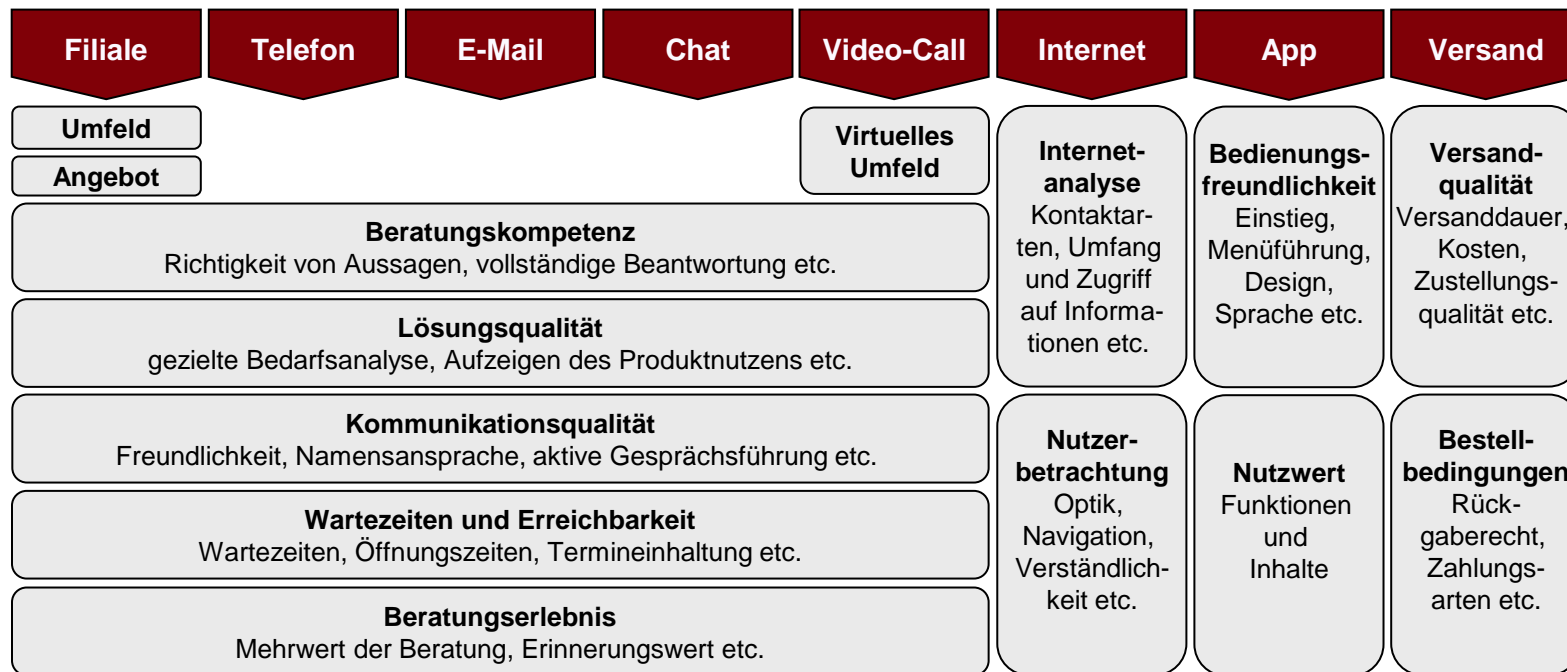 Filiale
Telefon
E-Mail
Chat
Video-Call
Internet
App
Versand
Umfeld
Angebot
Virtuelles
Umfeld
Beratungskompetenz
Richtigkeit von Aussagen, vollständige Beantwortung etc.
Lösungsqualität
gezielte Bedarfsanalyse, Aufzeigen des Produktnutzens etc.
Kommunikationsqualität
Freundlichkeit, Namensansprache, aktive Gesprächsführung etc.
Wartezeiten und Erreichbarkeit
Wartezeiten, Öffnungszeiten, Termineinhaltung etc.
Beratungserlebnis
Mehrwert der Beratung, Erinnerungswert etc.
Internet-
analyse
Kontaktar-
ten, Umfang
und Zugriff
auf Informa-
tionen etc.
Nutzer-
betrachtung
Optik,
Navigation,
Verständlich-
keit etc.
Bedienungs-
freundlichkeit
Einstieg,
Menüführung,
Design,
Sprache etc.
Nutzwert
Funktionen
und
Inhalte
Versand-
qualität
Versanddauer,
Kosten,
Zustellungs-
qualität etc.
Bestell-
bedingungen
Rück-
gaberecht,
Zahlungs-
arten etc.